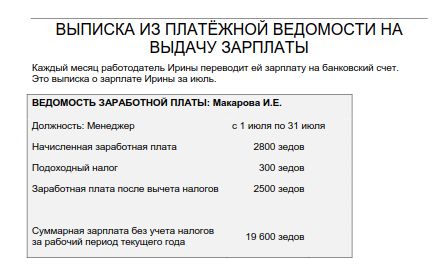 ВЫПИСКА ИЗ ПЛАТЁЖНОЙ ВЕДОМОСТИ НА
ВЫДАЧУ ЗАРПЛАТЫ
Каждый месяц работодатель Ирины переводит ей зарплату на банковский счет.
Это выписка о зарплате Ирины за июль.
ВЕДОМОСТЬ ЗАРАБОТНОЙ ПЛАТЫ: Макарова И.Е.
Должность: Менеджер с 1 июля по 31 июля
Начисленная заработная плата 2800 зедов
Подоходный налог 300 зедов
Заработная плата после вычета налогов 2500 зедов
Суммарная зарплата без учета налогов
за рабочий период текущего года 19 600 зедов